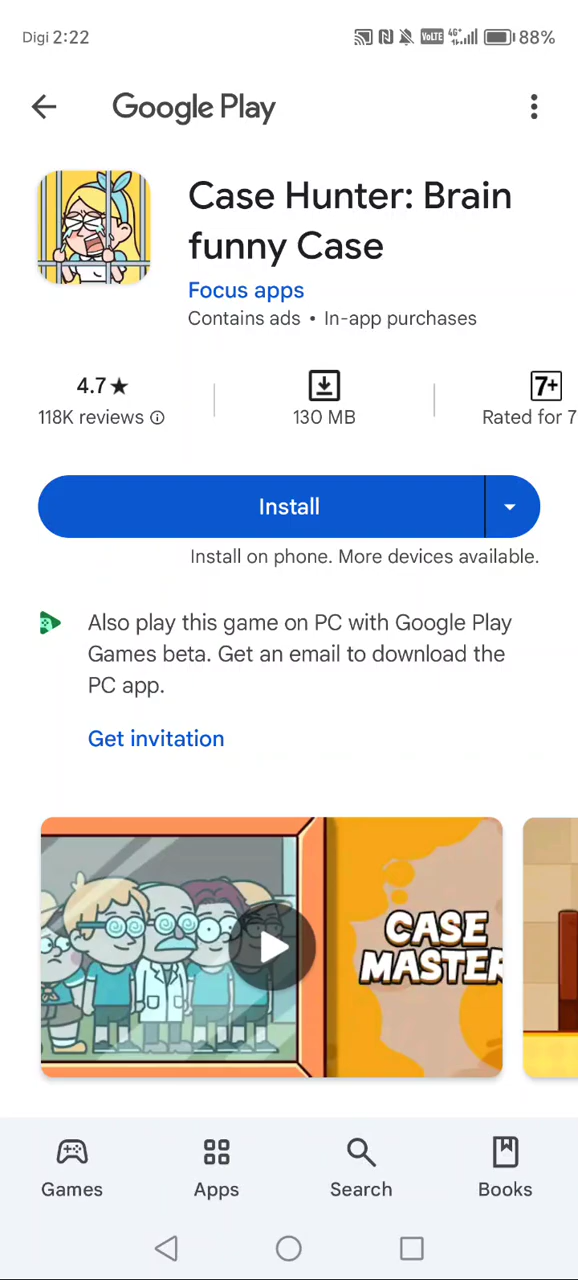 Digi 2:22
VoLTE 4G+ 88%
Google Play
Case Hunter: Brain
funny Case
Focus apps
Contains ads • In-app purchases
4.7★
7+
118K reviews
130 MB
Rated for 7
Install
Install on phone. More devices available.
Also play this game on PC with Google Play
Games beta. Get an email to download the
PC app.
Get invitation
CASE
MASTER
Games
Apps
Search
Books